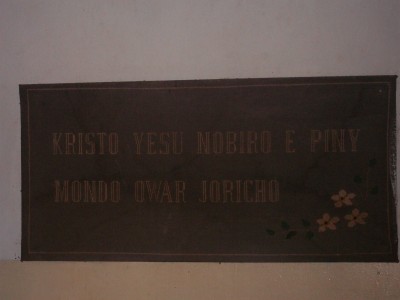 KRISTO YESU NOBIRO E PINY
MONDO OWAR JORICHO